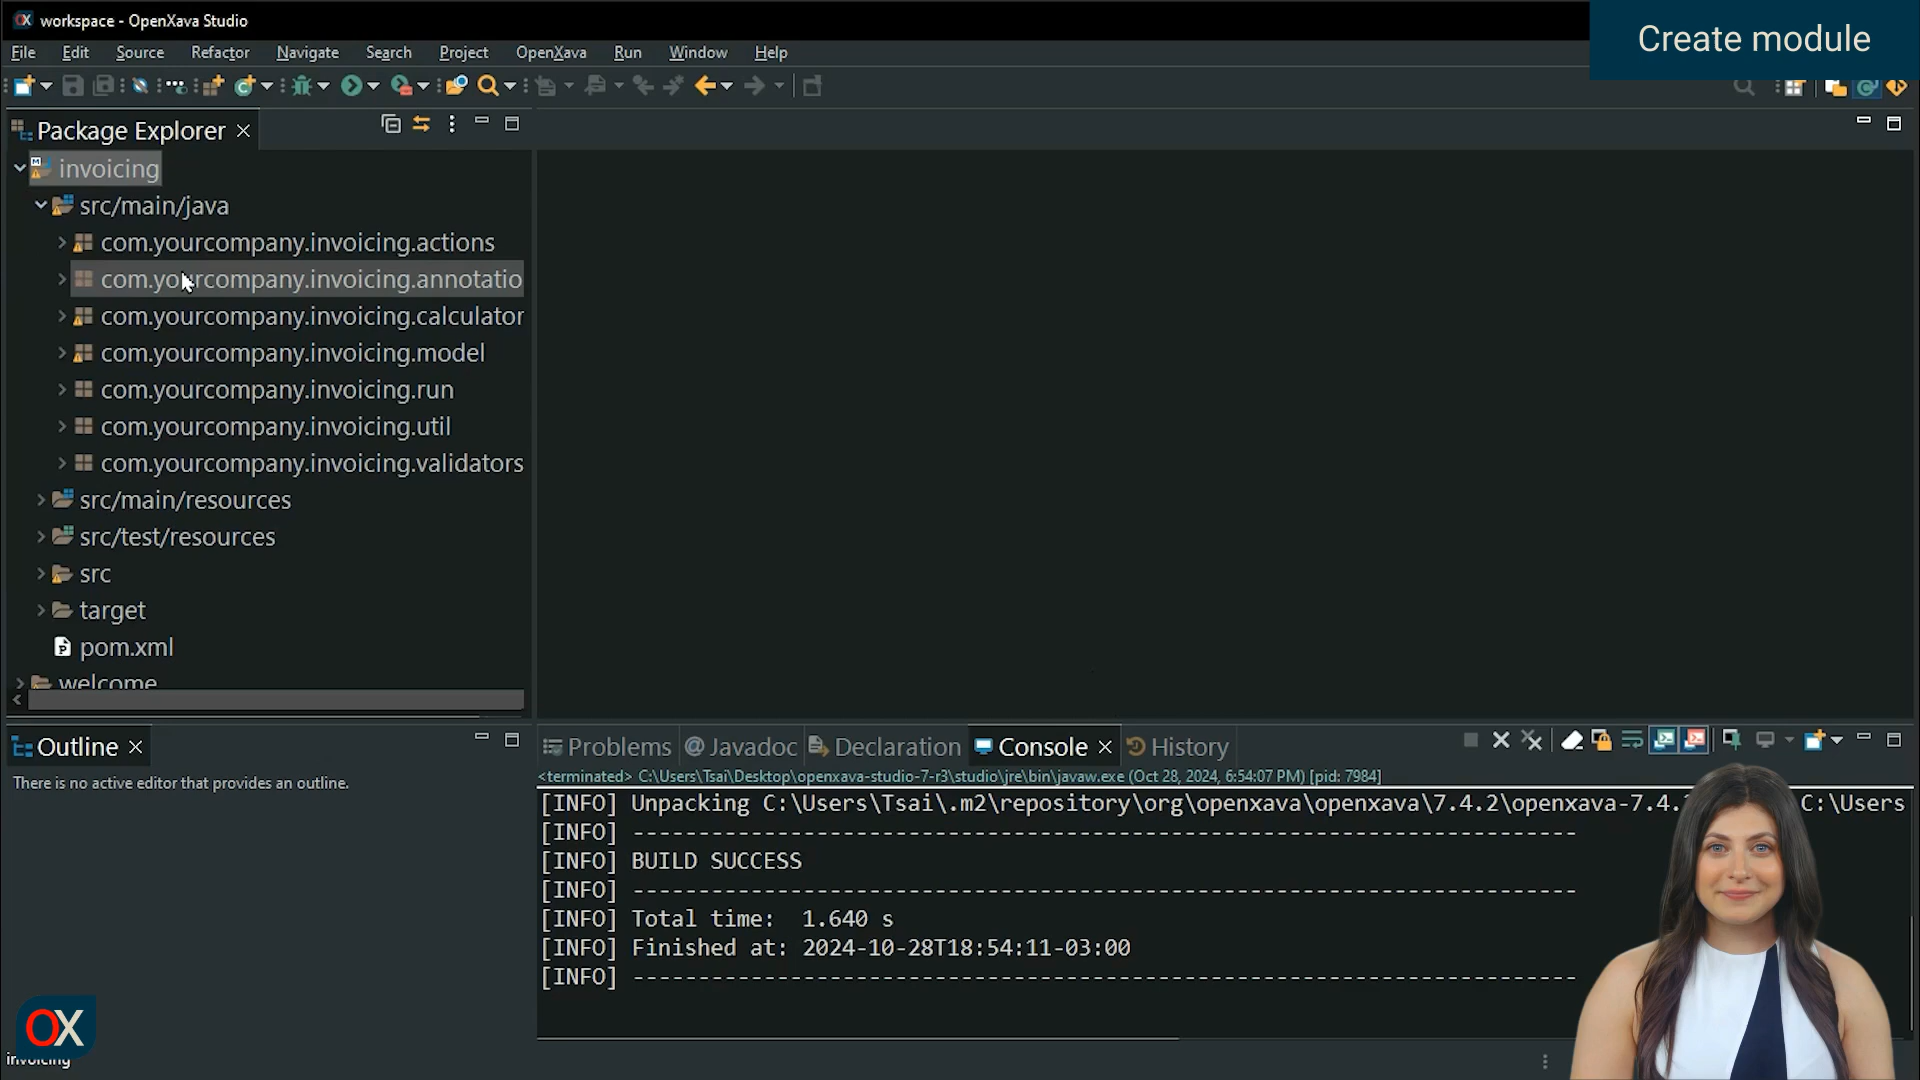 workspace - OpenXava Studio
Create module
File Edit Source Refactor Navigate Search Project OpenXava Run Window Help
Package Explorer
invoicing
src/main/java
com.yourcompany.invoicing.actions
com.yourcompany.invoicing.annotatio
com.yourcompany.invoicing.calculator
com.yourcompany.invoicing.model
com.yourcompany.invoicing.run
com.yourcompany.invoicing.util
com.yourcompany.invoicing.validators
src/main/resources
src/test/resources
src
target
pom.xml
welcome
Outline
There is no active editor that provides an outline.
Problems @ Javadoc Declaration Console History
<terminated> C:\Users\Tsai\Desktop\openxava-studio-7-r3\studio\jre\bin\javaw.exe (Oct 28, 2024, 6:54:07 PM) [pid: 7984]
[INFO] Unpacking C:\Users\Tsai\.m2\repository\org\openxava\openxava\7.4.2\openxava-7.4. C:\Users
[INFO] ------------------------------------------------------------------------
[INFO] BUILD SUCCESS
[INFO] ------------------------------------------------------------------------
[INFO] Total time:  1.640 s
[INFO] Finished at: 2024-10-28T18:54:11-03:00
[INFO] ------------------------------------------------------------------------
OX
invoicing